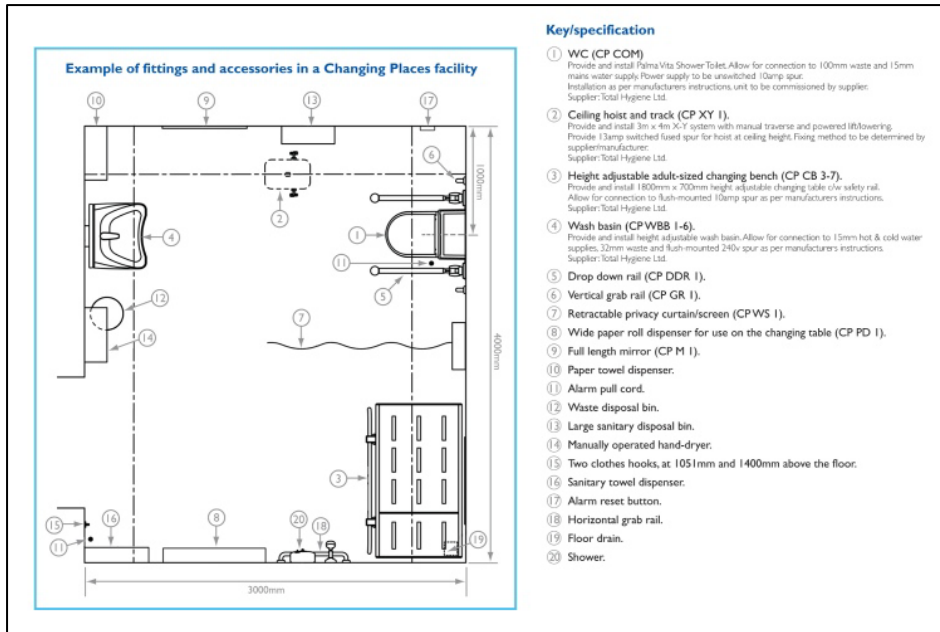 Example of fittings and accessories in a Changing Places facility
10
9
13
17
6
1000mm
2
1
4
11
5
12
7
14
4000mm
3
15
16
8
20
18
19
11
3000mm
Key/specification
1 WC (CP COM)
Provide and install Palma Vita Shower Toilet. Allow for connection to 100mm waste and 15mm
mains water supply. Power supply to be unswitched 10amp spur.
Installation as per manufacturers instructions, unit to be commissioned by supplier.
Supplier: Total Hygiene Ltd.
2 Ceiling hoist and track (CP XY 1).
Provide and install 3m x 4m X-Y system with manual traverse and powered lift/lowering.
Provide 13amp switched fused spur for hoist at ceiling height. Fixing method to be determined by
supplier/manufacturer.
Supplier: Total Hygiene Ltd.
3 Height adjustable adult-sized changing bench (CP CB 3-7).
Provide and install 1800mm x 700mm height adjustable changing table c/w safety rail.
Allow for connection to flush-mounted 10amp spur as per manufacturers instructions.
Supplier: Total Hygiene Ltd.
4 Wash basin (CP WBB 1-6).
Provide and install height adjustable wash basin. Allow for connection to 15mm hot & cold water
supplies, 32mm waste and flush-mounted 240v spur as per manufacturers instructions.
Supplier: Total Hygiene Ltd.
5 Drop down rail (CP DDR 1).
6 Vertical grab rail (CP GR 1).
7 Retractable privacy curtain/screen (CP WS 1).
8 Wide paper roll dispenser for use on the changing table (CP PD 1).
9 Full length mirror (CP M 1).
10 Paper towel dispenser.
11 Alarm pull cord.
12 Waste disposal bin.
13 Large sanitary disposal bin.
14 Manually operated hand-dryer.
15 Two clothes hooks, at 1051mm and 1400mm above the floor.
16 Sanitary towel dispenser.
17 Alarm reset button.
18 Horizontal grab rail.
19 Floor drain.
20 Shower.